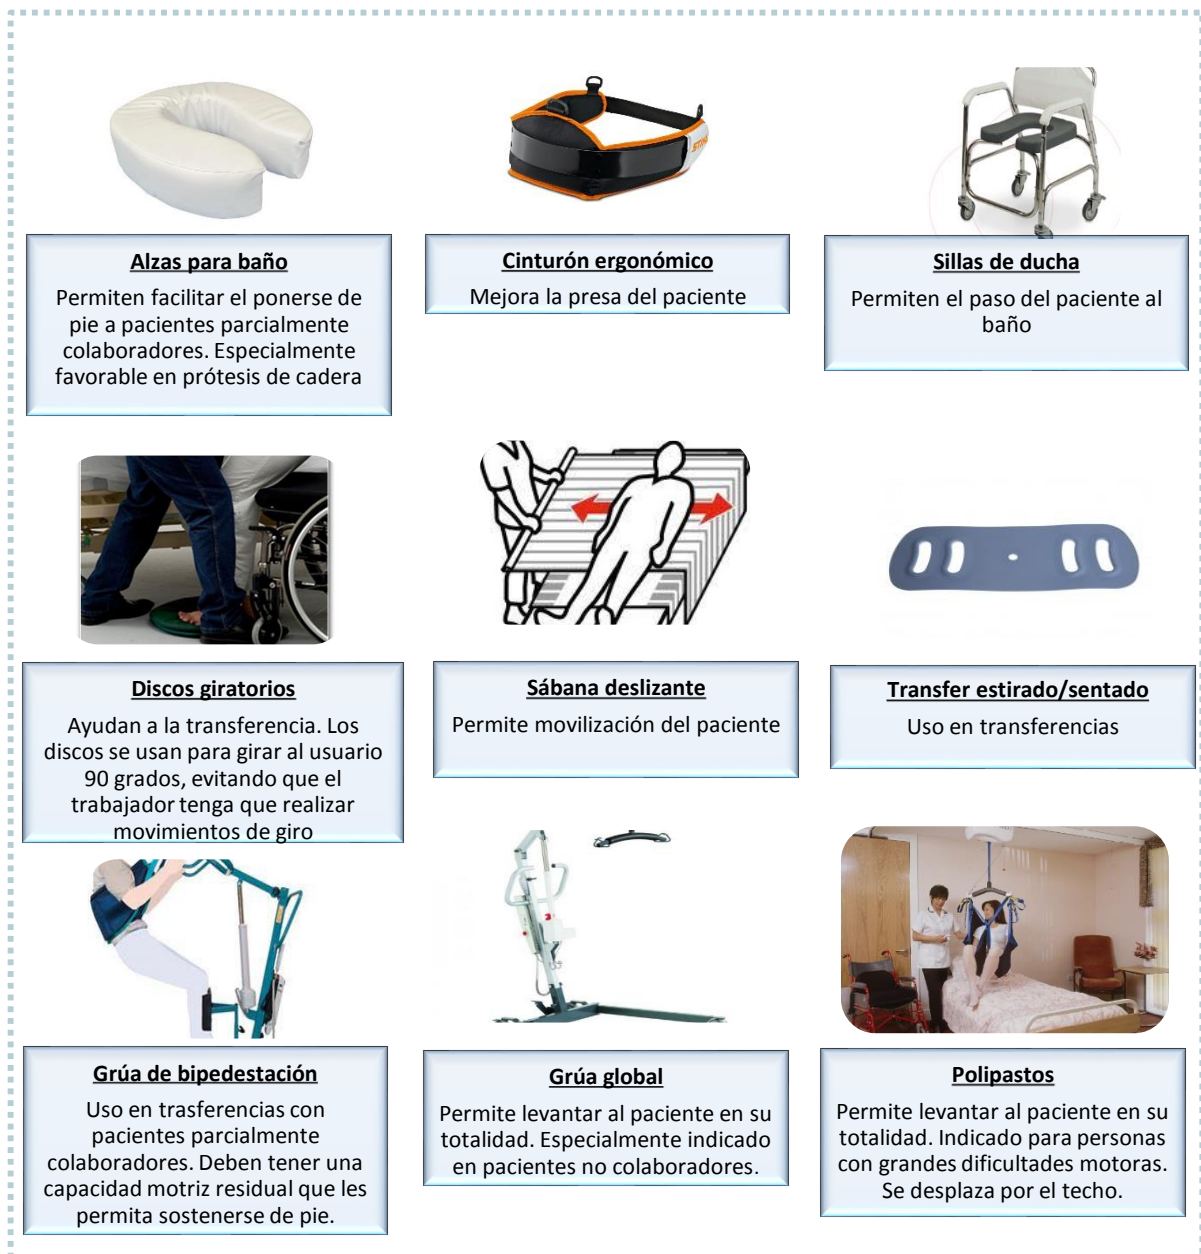 Alzas para baño
Permiten facilitar el ponerse de
pie a pacientes parcialmente
colaboradores. Especialmente
favorable en prótesis de cadera
Cinturón ergonómico
Mejora la presa del paciente
Sillas de ducha
Permiten el paso del paciente al
baño
Discos giratorios
Ayudan a la transferencia. Los
discos se usan para girar al usuario
90 grados, evitando que el
trabajador tenga que realizar
movimientos de giro
Sábana deslizante
Permite movilización del paciente
Transfer estirado/sentado
Uso en transferencias
Grúa de bipedestación
Uso en trasferencias con
pacientes parcialmente
colaboradores. Deben tener una
capacidad motriz residual que les
permita sostenerse de pie.
Grúa global
Permite levantar al paciente en su
totalidad. Especialmente indicado
en pacientes no colaboradores.
Polipastos
Permite levantar al paciente en su
totalidad. Indicado para personas
con grandes dificultades motoras.
Se desplaza por el techo.